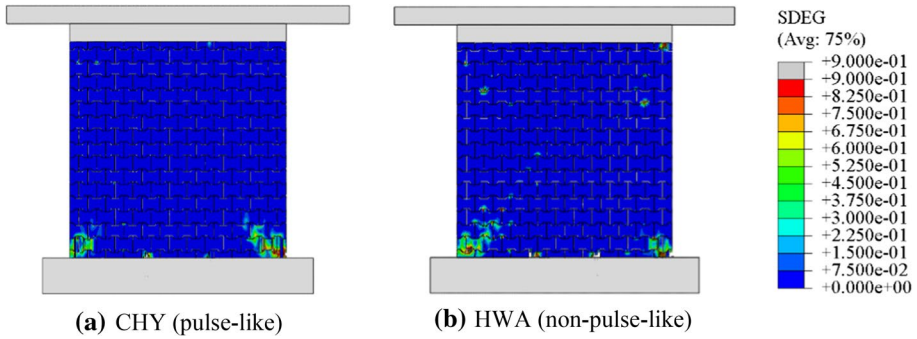 SDEG
(Avg: 75%)
+9.000e-01
+9.000e-01
+8.250e-01
+7.500e-01
+6.750e-01
+6.000e-01
+5.250e-01
+4.500e-01
+3.750e-01
+3.000e-01
+2.250e-01
+1.500e-01
+7.500e-02
+0.000e+00
(a) CHY (pulse-like)
(b) HWA (non-pulse-like)